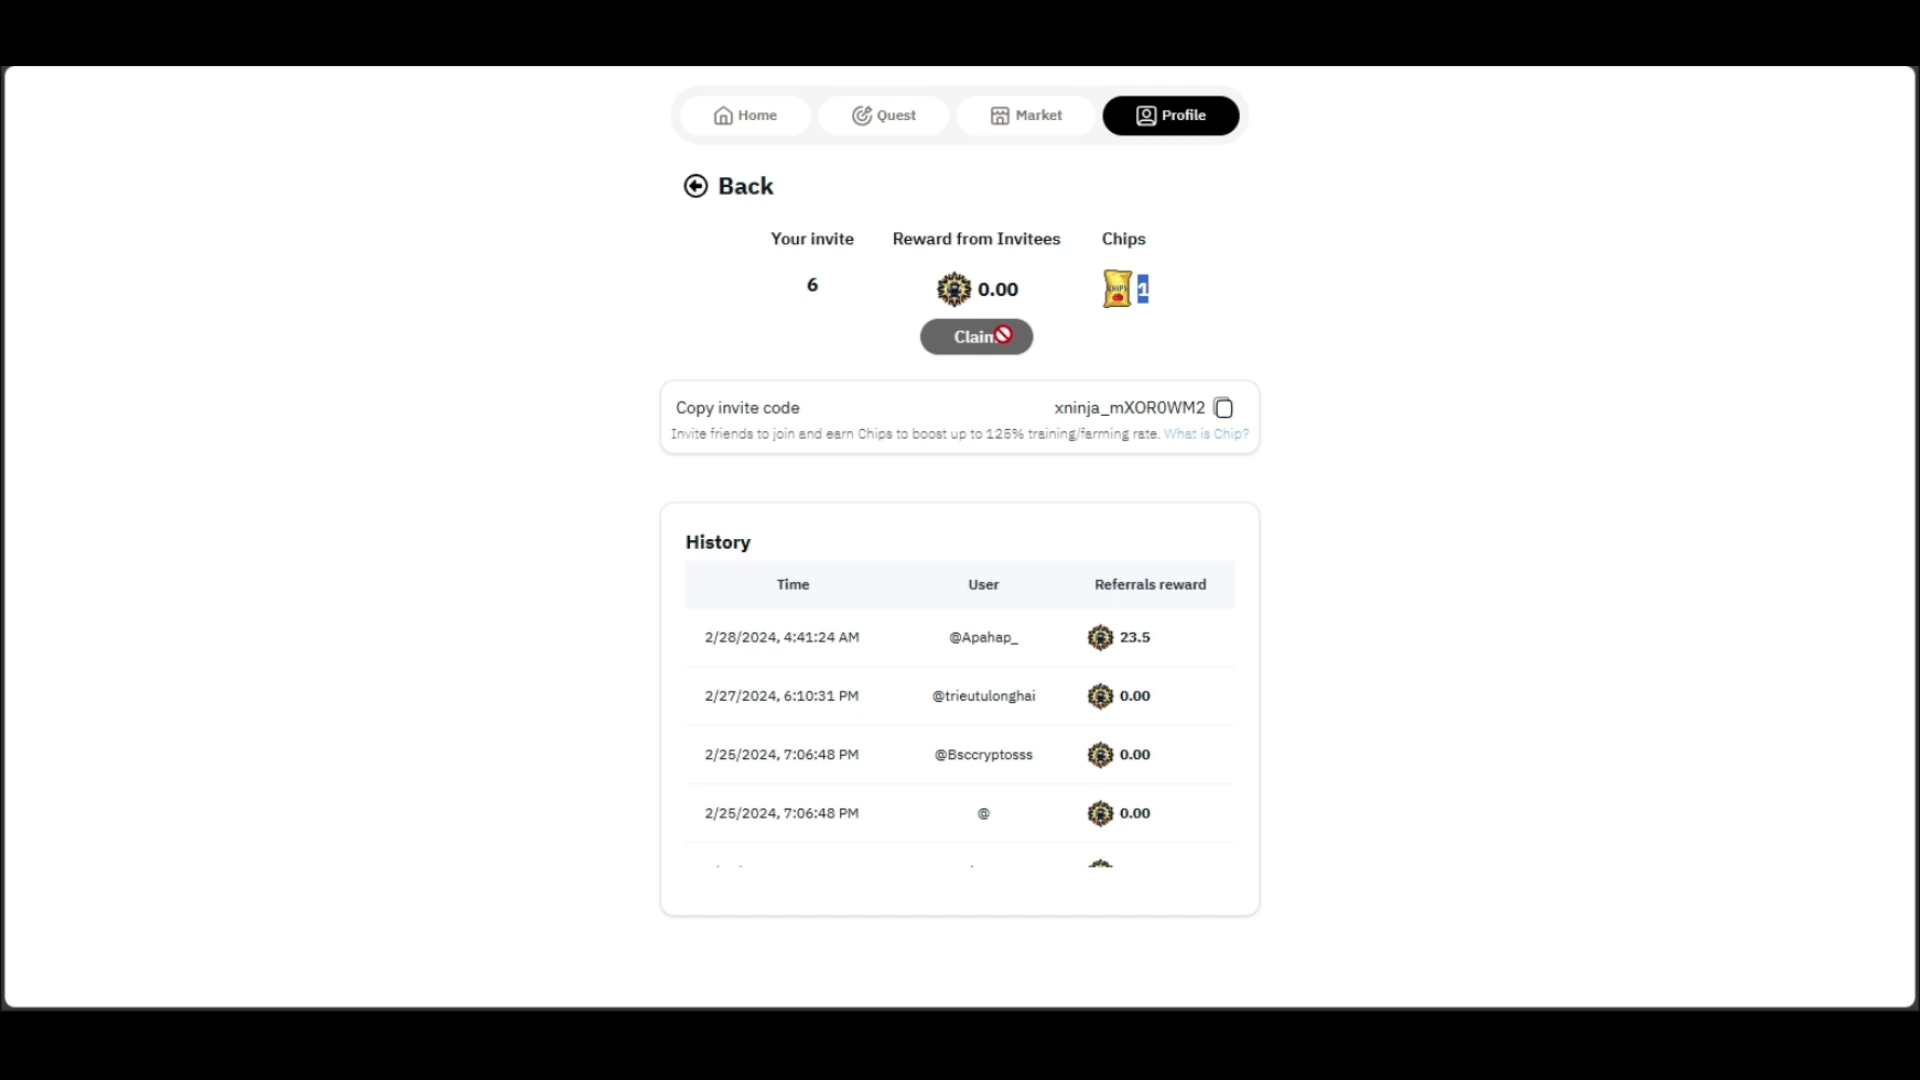 Home Quest Market Profile
Back
Your invite Reward from Invitees Chips
6 0.00 CHIPS 1
Claim
Copy invite code xninja_mXOR0WM2
Invite friends to join and earn Chips to boost up to 125% training/farming rate. What is Chip?
History
Time User Referrals reward
2/28/2024, 4:41:24 AM @Apahap_ 23.5
2/27/2024, 6:10:31 PM @trieutulonghai 0.00
2/25/2024, 7:06:48 PM @Bsccryptosss 0.00
2/25/2024, 7:06:48 PM @ 0.00